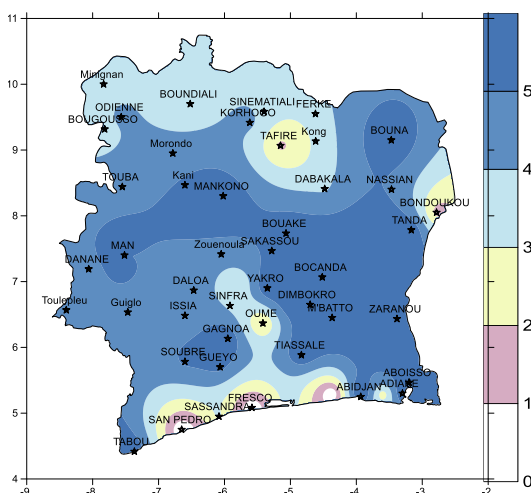 11
10
9
8
7
6
5
4
-9
-8
-7
-6
-5
-4
-3
-2
Minignan
ODIENNE
BOUGOUSSO
BOUNDIALI
SINEMATIALI
FERKE
KORHOGO
TAFIRE
Kong
BOUNA
Morondo
Kani
TOUBA
MANKONO
DABAKALA
NASSIAN
BONDOUKOU
TANDA
BOUAKE
SAKASSOU
Zouenoula
MAN
DANANE
BOCANDA
YAKRO
DALOA
SINFRA
DIMBOKRO
M'BATTO
Toulepleu
Guiglo
ISSIA
OUME
ZARANOU
GAGNOA
TIASSALE
SOUBRE
GUEYO
ABOISSO
ADIAKE
ABIDJAN
FRESCO
SASSANDRA
SAN PEDRO
TABOU
5
4
3
2
1
0